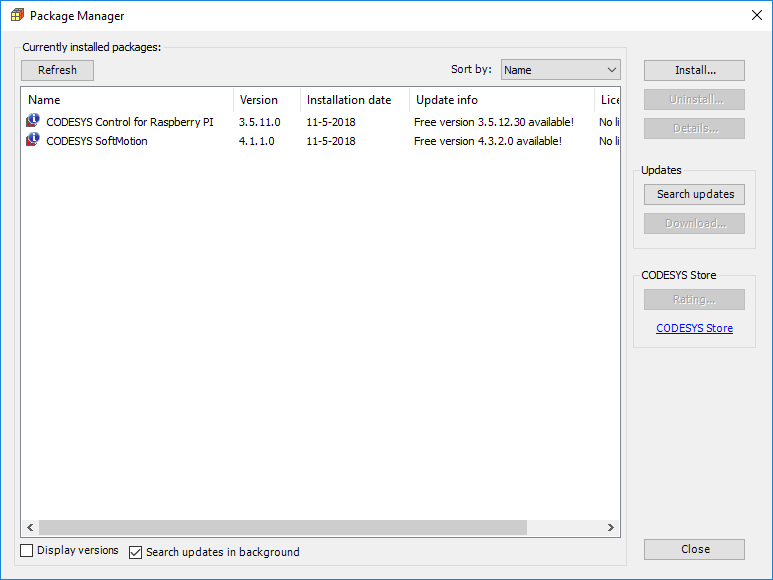 Package Manager
Currently installed packages:
Refresh
Sort by:
Name
Name Version Installation date Update info Lice
CODESYS Control for Raspberry PI 3.5.11.0 11-5-2018 Free version 3.5.12.30 available! No li
CODESYS SoftMotion 4.1.1.0 11-5-2018 Free version 4.3.2.0 available! No li
Display versions
Search updates in background
Install...
Uninstall...
Details...
Updates
Search updates
Download...
CODESYS Store
Rating...
CODESYS Store
Close